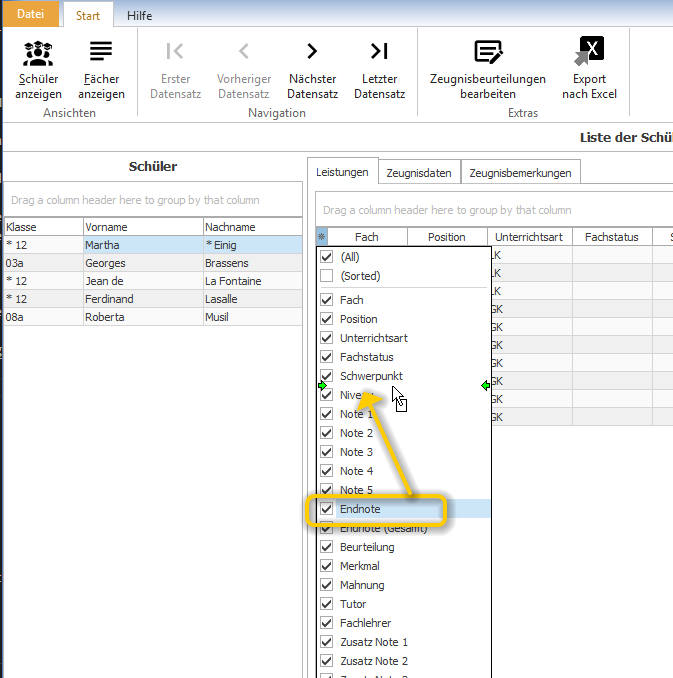 Datei Start Hilfe
Schüler anzeigen
Fächer anzeigen
Erster Datensatz
Vorheriger Datensatz
Nächster Datensatz
Letzter Datensatz
Zeugnisbeurteilungen bearbeiten
Export nach Excel
Ansichten Navigation Extras
Liste der Schül
Schüler
Drag a column header here to group by that column
Klasse Vorname Nachname
* 12 Martha * Einig
03a Georges Brassens
* 12 Jean de La Fontaine
* 12 Ferdinand Lasalle
08a Roberta Musil
Leistungen Zeugnisdaten Zeugnisbemerkungen
Drag a column header here to group by that column
Fach Position Unterrichtsart Fachstatus S
LK
LK
LK
GK
GK
GK
GK
GK
GK
GK
(All)
(Sorted)
Fach
Position
Unterrichtsart
Fachstatus
Schwerpunkt
Nivea
Note 1
Note 2
Note 3
Note 4
Note 5
Endnote
Endnote (Gesamt)
Beurteilung
Merkmal
Mahnung
Tutor
Fachlehrer
Zusatz Note 1
Zusatz Note 2